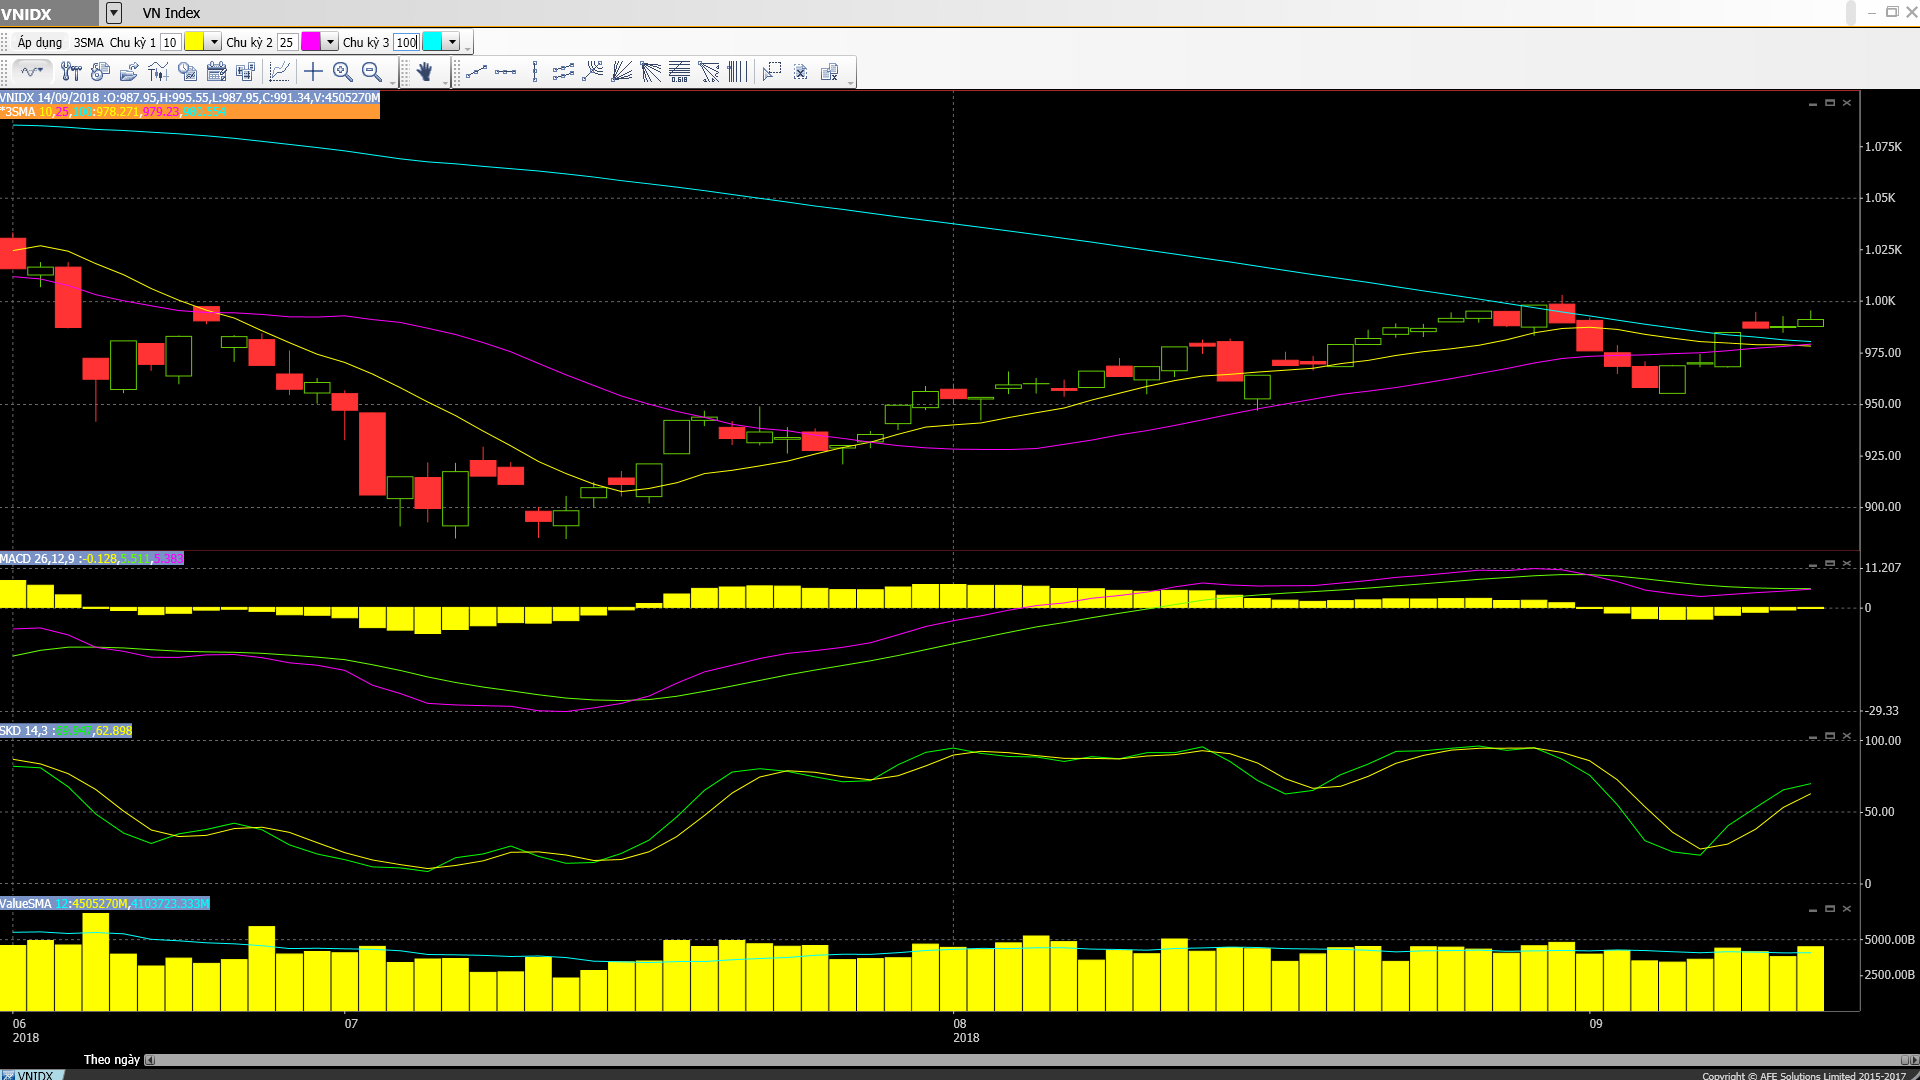 VNIDX
VN Index
Áp dụng 3SMA Chu kỳ 1 10 Chu kỳ 2 25 Chu kỳ 3 100
0.618
VNIDX 14/09/2018 :O:987.95,H:995.55,L:987.95,C:991.34,V:4505270M
*3SMA 10,25,100:978.271,979.23,
1.075K
1.05K
1.025K
1.00K
975.00
950.00
925.00
900.00
MACD 26,12,9 :-0.128,5.511,5.383
11.207
0
-29.33
SKD 14,3 : ,62.898
100.00
50.00
0
ValueSMA 12:4505270M,4103723.333M
5000.00B
2500.00B
06 07 08 09
2018 2018
Theo ngày
VNIDX
Copyright © AFE Solutions Limited 2015-2017